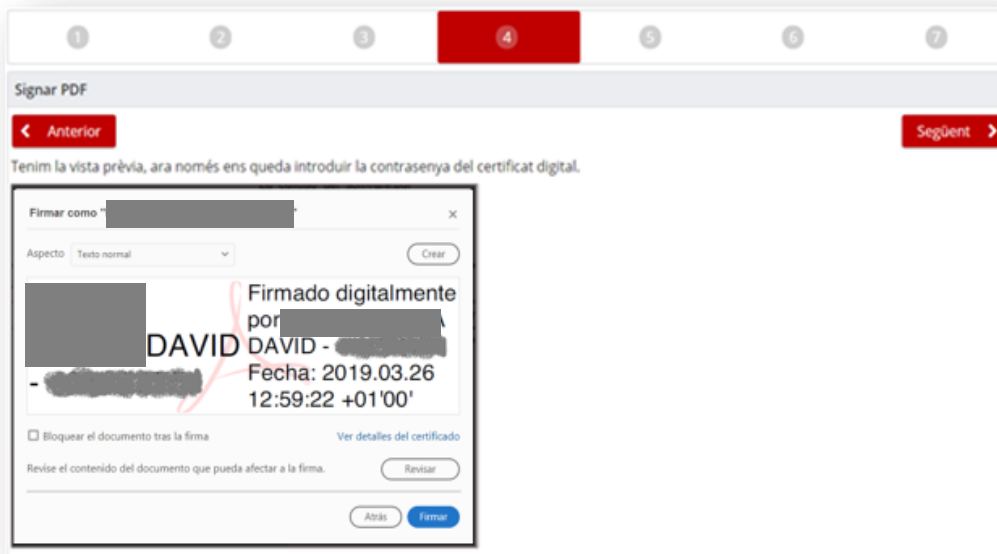 1 2 3 4 5 6 7
Signar PDF
Anterior
Següent
Tenim la vista prèvia, ara només ens queda introduir la contrasenya del certificat digital.
Firmar como "
Aspecto Texto normal
Crear
DAVID
-
Firmado digitalmente
por
DAVID -
Fecha: 2019.03.26
12:59:22 +01'00'
Bloquear el documento tras la firma
Ver detalles del certificado
Revise el contenido del documento que pueda afectar a la firma.
Revisar
Atrás
Firmar